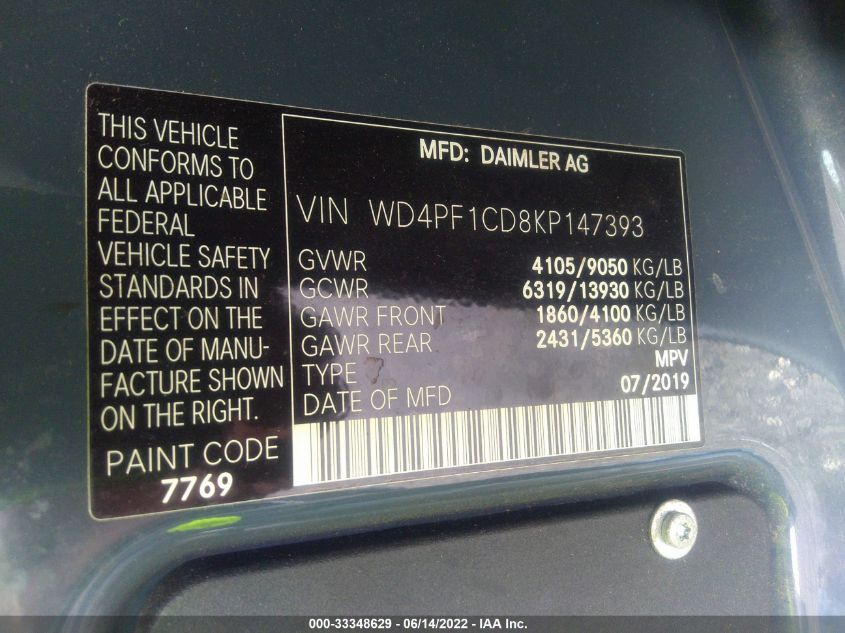 THIS VEHICLE
CONFORMS TO
ALL APPLICABLE
FEDERAL
VEHICLE SAFETY
STANDARDS IN
EFFECT ON THE
DATE OF MANU-
FACTURE SHOWN
ON THE RIGHT.
PAINT CODE
7769
MFD: DAIMLER AG
VIN WD4PF1CD8KP147393
GVWR 4105/9050 KG/LB
GCWR 6319/13930 KG/LB
GAWR FRONT 1860/4100 KG/LB
GAWR REAR 2431/5360 KG/LB
TYPE MPV
DATE OF MFD 07/2019
000-33348629 - 06/14/2022 - IAA Inc.